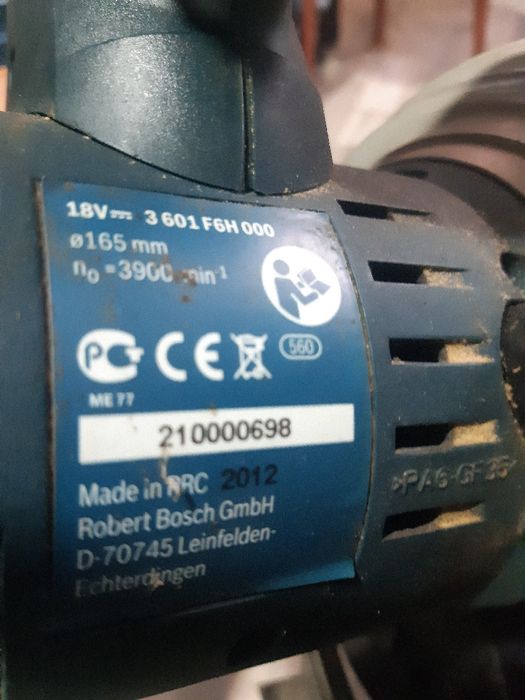 18V⎓ 3 601 F6H 000
ø165 mm
n₀ =3900 min⁻¹
PC CE 560
ME 77
210000698
Made in PRC 2012
Robert Bosch GmbH
D-70745 Leinfelden-
Echterdingen
>PA6-GF35<